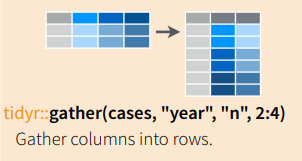 tidyr::gather(cases, "year", "n", 2:4)
Gather columns into rows.